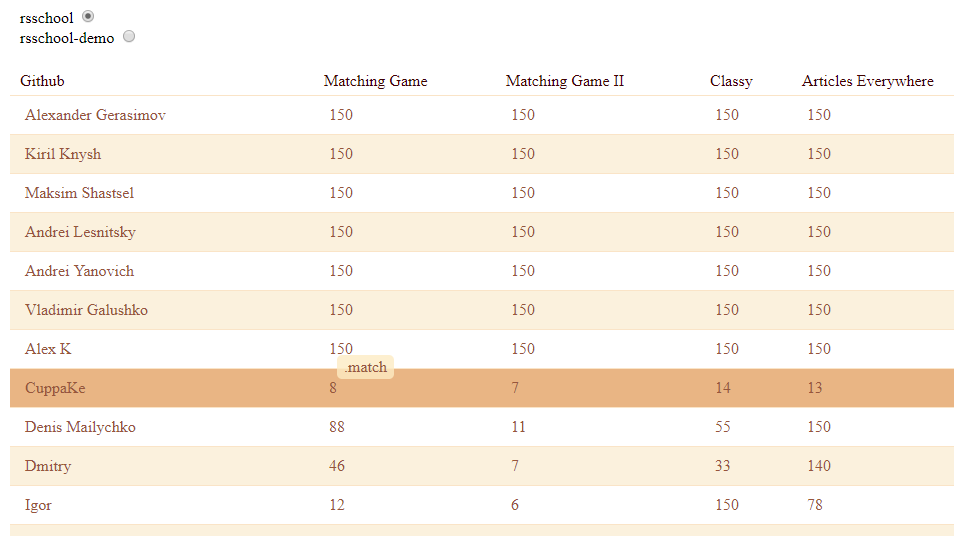 rsschool
rsschool-demo
Github Matching Game Matching Game II Classy Articles Everywhere
Alexander Gerasimov 150 150 150 150
Kiril Knysh 150 150 150 150
Maksim Shastsel 150 150 150 150
Andrei Lesnitsky 150 150 150 150
Andrei Yanovich 150 150 150 150
Vladimir Galushko 150 150 150 150
Alex K 150 150 150 150
.match
CuppaKe 8 7 14 13
Denis Mailychko 88 11 55 150
Dmitry 46 7 33 140
Igor 12 6 150 78